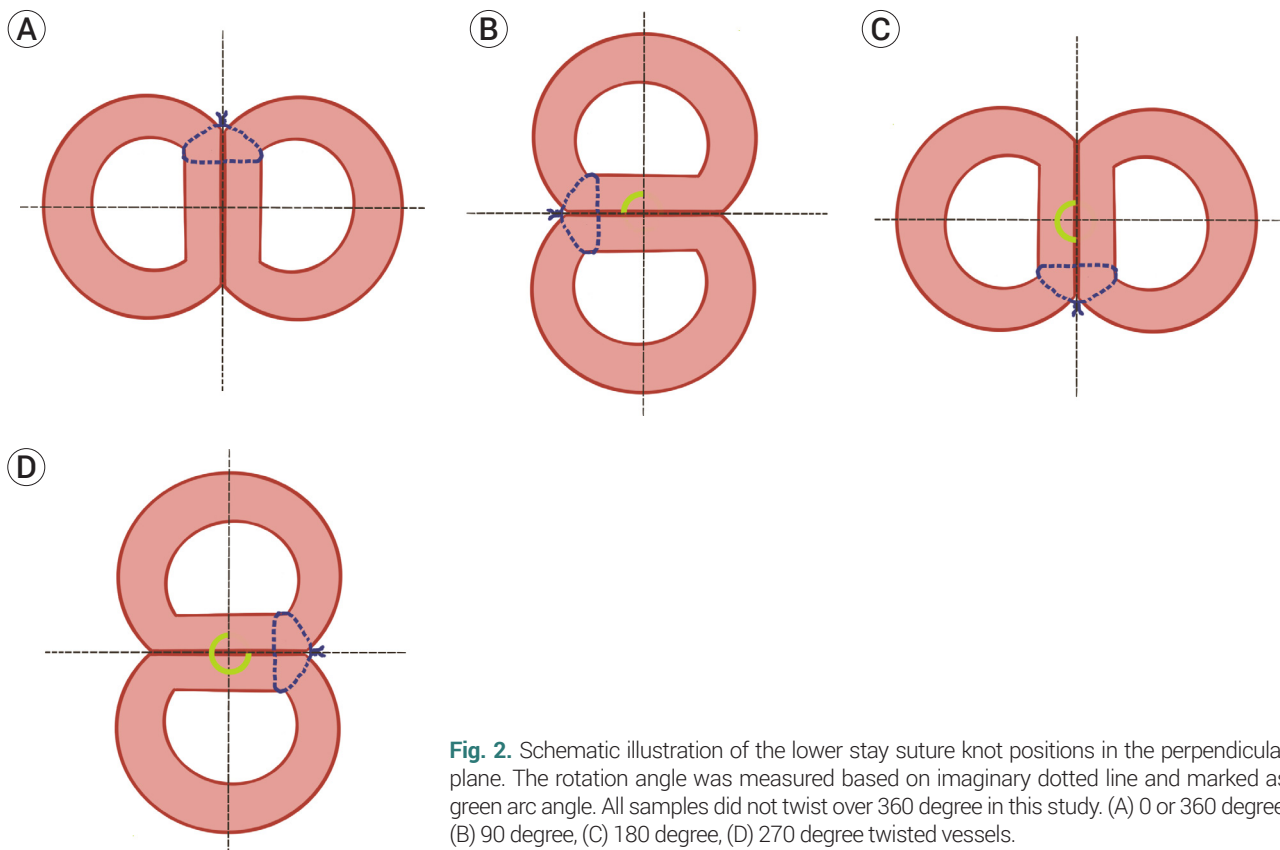 A
B
C
D
Fig. 2. Schematic illustration of the lower stay suture knot positions in the perpendicular
plane. The rotation angle was measured based on imaginary dotted line and marked as
green arc angle. All samples did not twist over 360 degree in this study. (A) 0 or 360 degree,
(B) 90 degree, (C) 180 degree, (D) 270 degree twisted vessels.